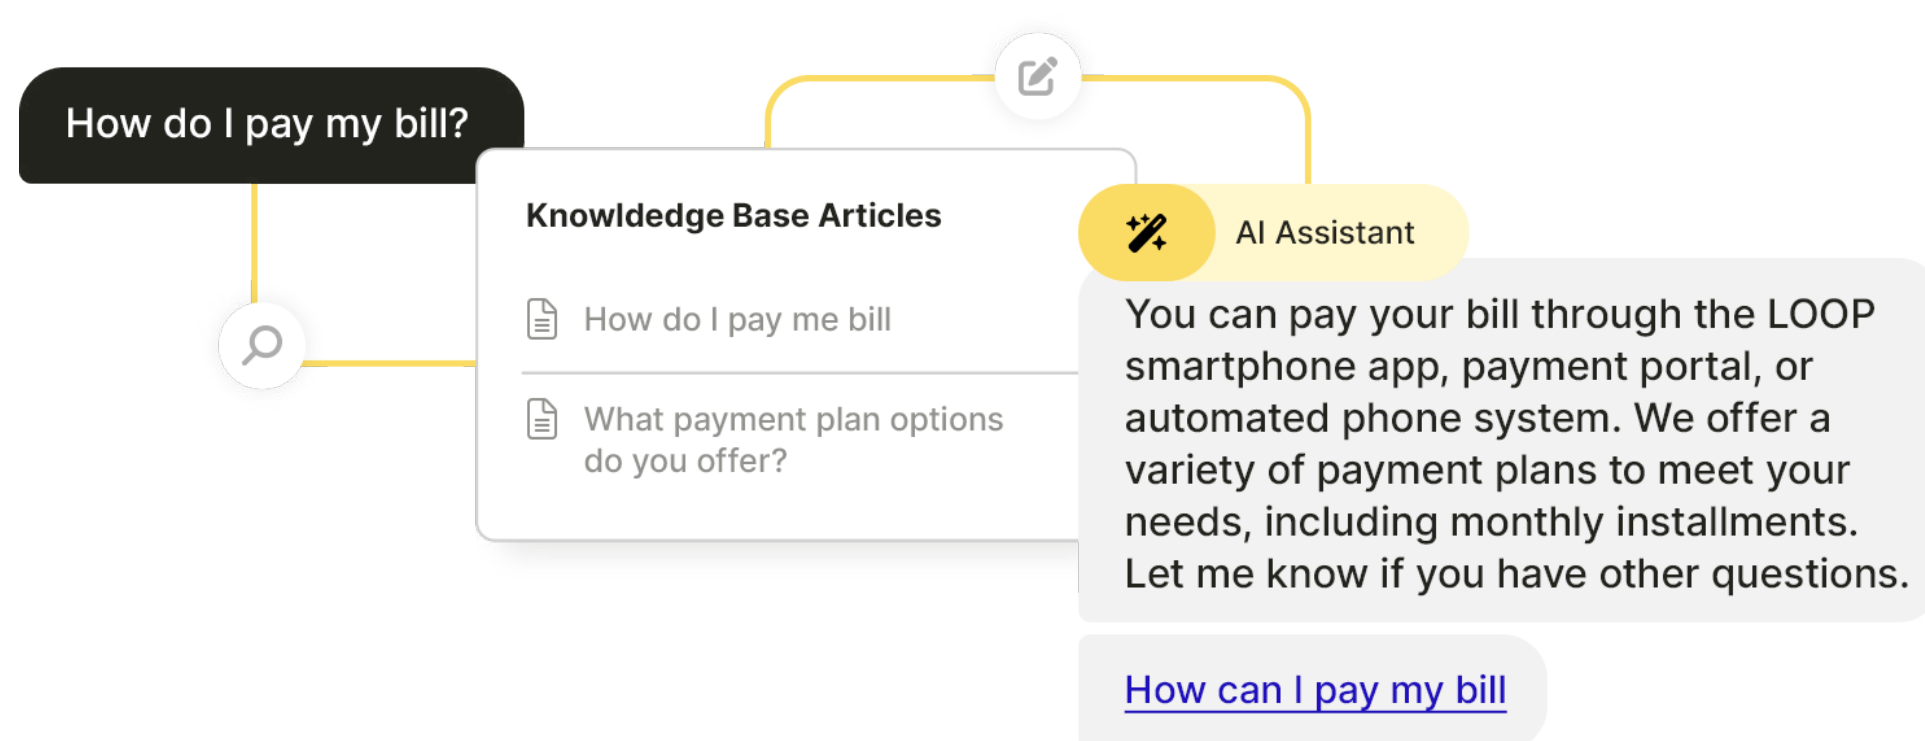 How do I pay my bill?
Knowldedge Base Articles
How do I pay me bill
What payment plan options
do you offer?
AI Assistant
You can pay your bill through the LOOP
smartphone app, payment portal, or
automated phone system. We offer a
variety of payment plans to meet your
needs, including monthly installments.
Let me know if you have other questions.
How can I pay my bill